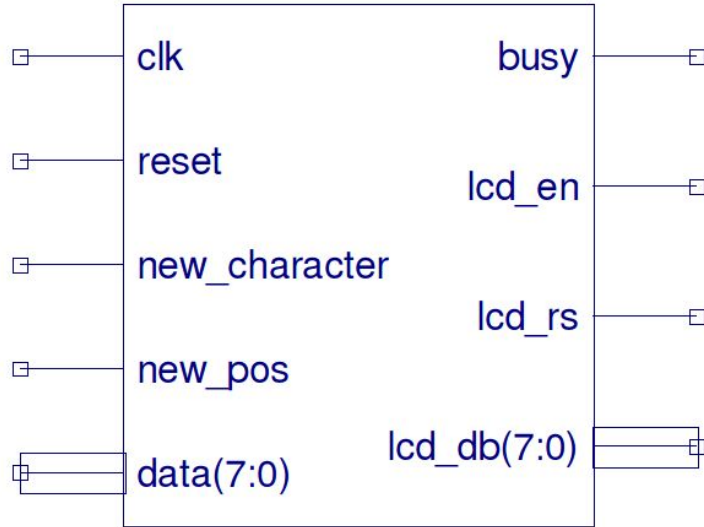 clk
reset
new_character
new_pos
data(7:0)
busy
lcd_en
lcd_rs
lcd_db(7:0)